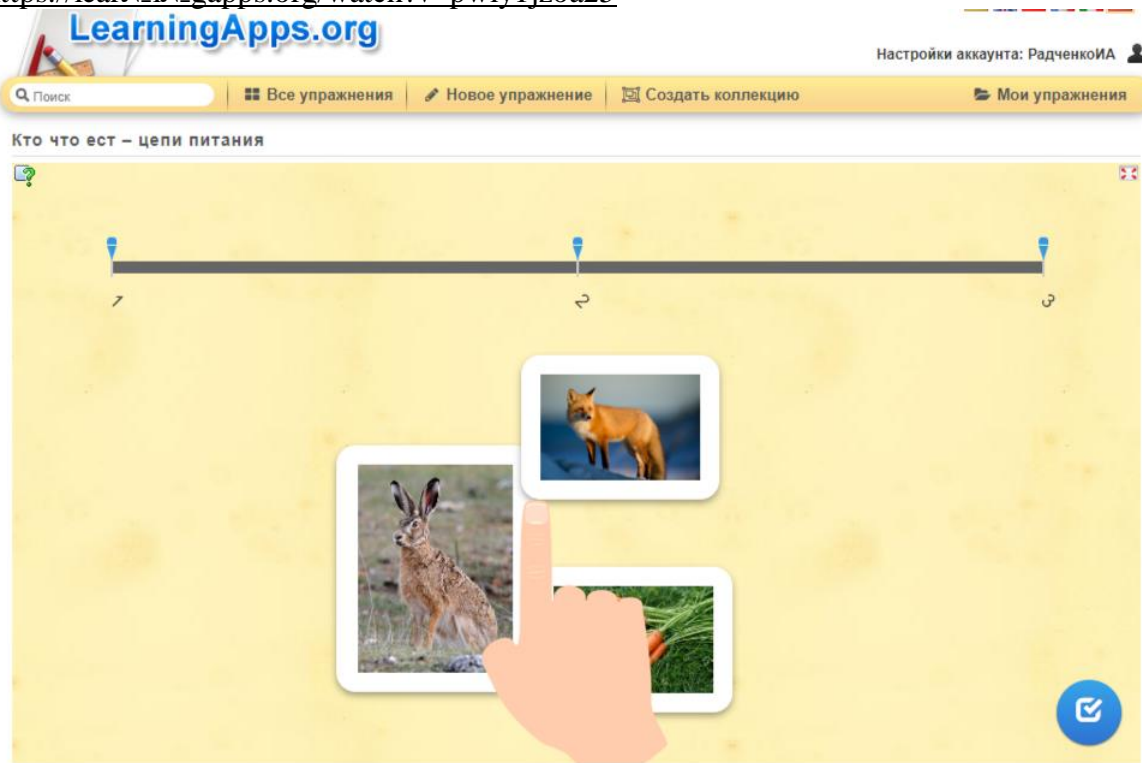 LearningApps.org
Настройки аккаунта: РадченкоИА
Поиск
Все упражнения
Новое упражнение
Создать коллекцию
Мои упражнения
Кто что ест – цепи питания
1
2
3